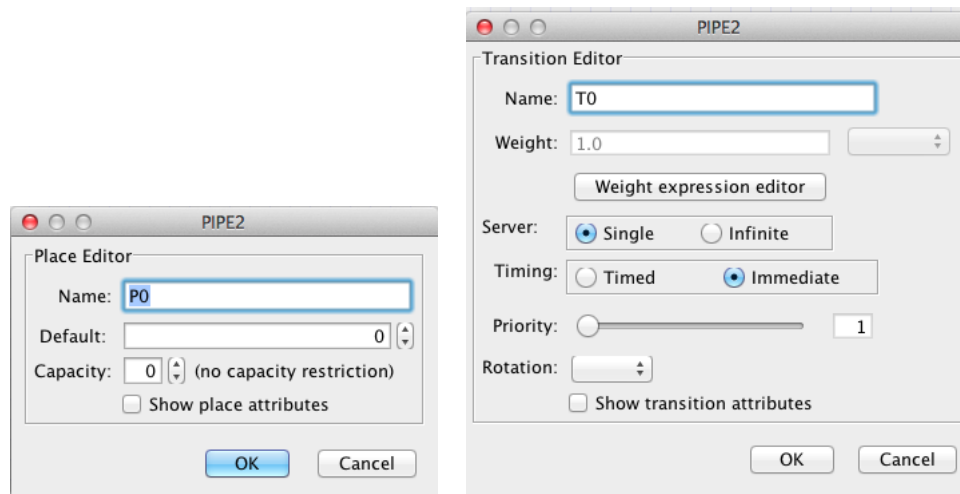 PIPE2
Place Editor
Name: P0
Default: 0
Capacity: 0 (no capacity restriction)
Show place attributes
OK Cancel
PIPE2
Transition Editor
Name: T0
Weight: 1.0
Weight expression editor
Server: Single Infinite
Timing: Timed Immediate
Priority: 1
Rotation:
Show transition attributes
OK Cancel